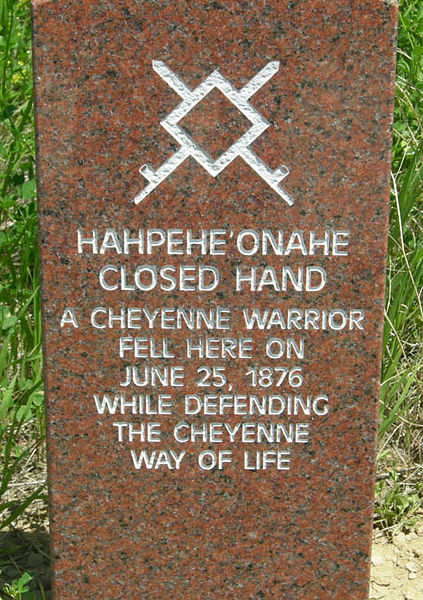 HAHPEHE'ONAHE
CLOSED HAND
A CHEYENNE WARRIOR
FELL HERE ON
JUNE 25, 1876
WHILE DEFENDING
THE CHEYENNE
WAY OF LIFE